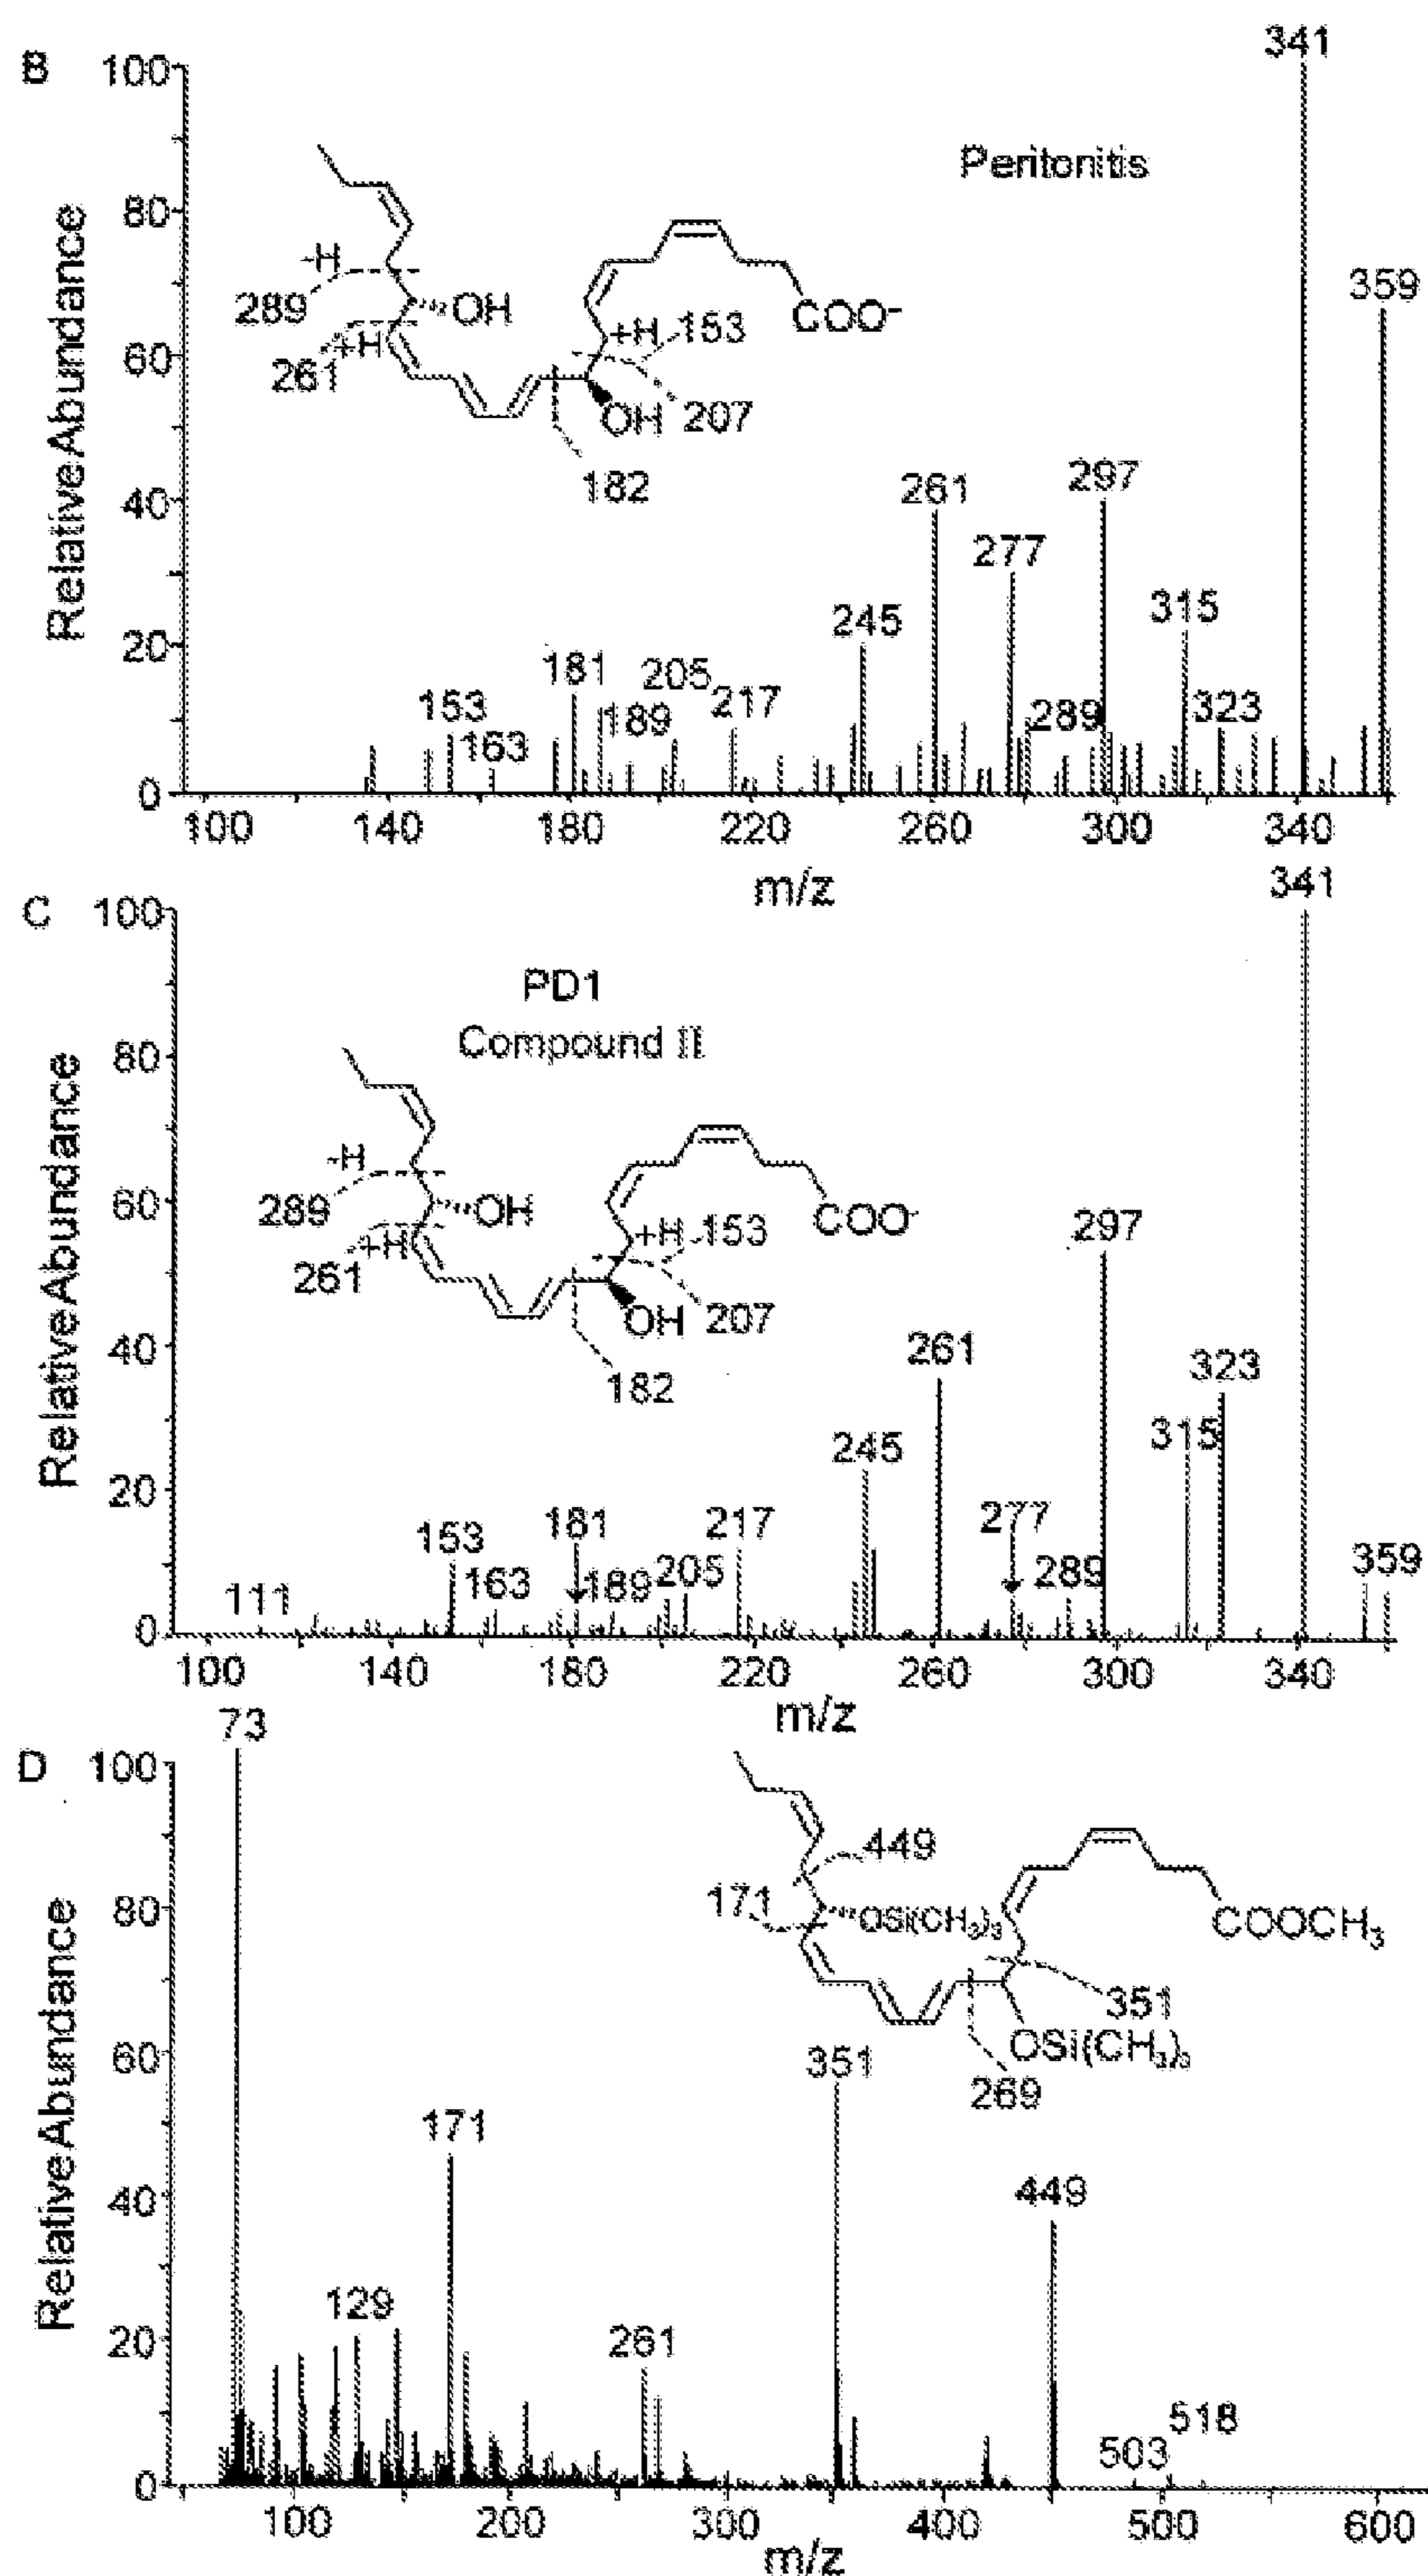 B
Peritonitis
Relative Abundance
100
80
60
40
20
0
341
359
297
261
277
315
245
181
205
153
163
189
217
289
323
-H
289
OH
+H
261
+H
153
COO-
OH
207
182
100 140 180 220 260 300 340
m/z
C
PD1
Compound II
Relative Abundance
100
80
60
40
20
0
341
297
261
323
315
245
277
181
217
153
163
189
205
289
359
111
-H
289
OH
+H
261
+H
153
COO-
OH
207
182
100 140 180 220 260 300 340
m/z
D
Relative Abundance
100
80
60
40
20
0
73
449
171
OSi(CH3)3
COOCH3
351
OSi(CH3)3
269
351
171
449
129
261
503
518
100 200 300 400 500 600
m/z